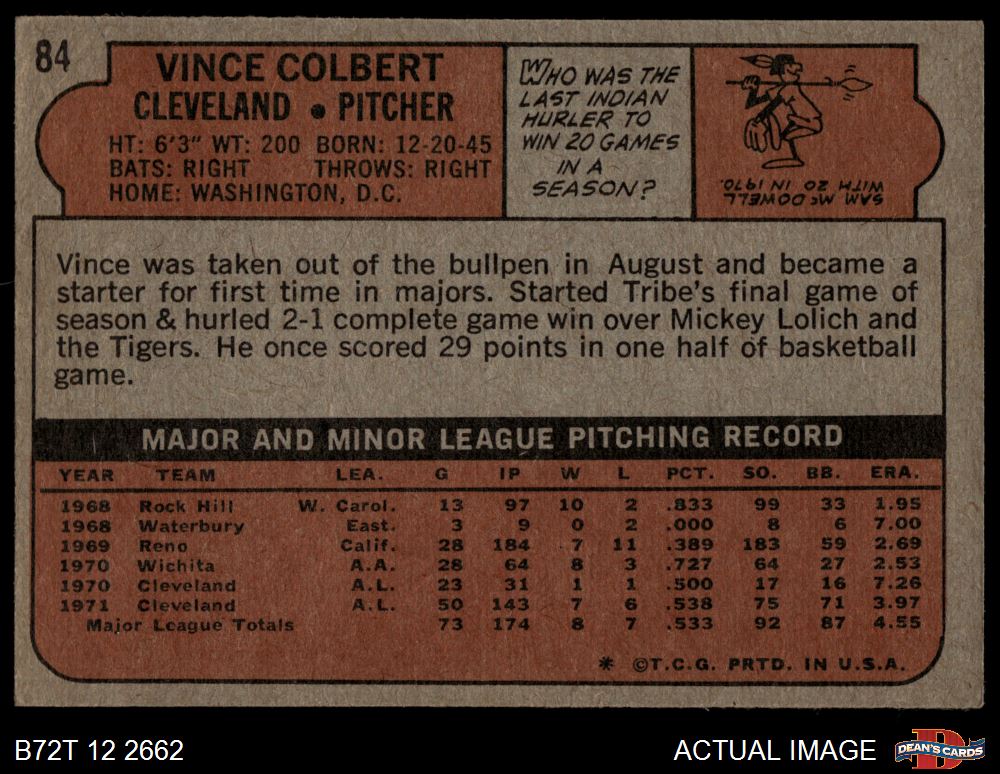 84
VINCE COLBERT
CLEVELAND • PITCHER
HT: 6'3" WT: 200 BORN: 12-20-45
BATS: RIGHT THROWS: RIGHT
HOME: WASHINGTON, D.C.
WHO WAS THE
LAST INDIAN
HURLER TO
WIN 20 GAMES
IN A
SEASON?
SAM McDOWELL
WITH 20 IN 1970.
Vince was taken out of the bullpen in August and became a
starter for first time in majors. Started Tribe's final game of
season & hurled 2-1 complete game win over Mickey Lolich and
the Tigers. He once scored 29 points in one half of basketball
game.
MAJOR AND MINOR LEAGUE PITCHING RECORD
YEAR TEAM LEA. G IP W L PCT. SO. BB. ERA.
1968 Rock Hill W. Carol. 13 97 10 2 .833 99 33 1.95
1968 Waterbury East. 3 9 0 2 .000 8 6 7.00
1969 Reno Calif. 28 184 7 11 .389 183 59 2.69
1970 Wichita A.A. 28 64 8 3 .727 64 27 2.53
1970 Cleveland A.L. 23 31 1 1 .500 17 16 7.26
1971 Cleveland A.L. 50 143 7 6 .538 75 71 3.97
Major League Totals 73 174 8 7 .533 92 87 4.55
* ©T.C.G. PRTD. IN U.S.A.
B72T 12 2662
ACTUAL IMAGE
DEAN'S CARDS